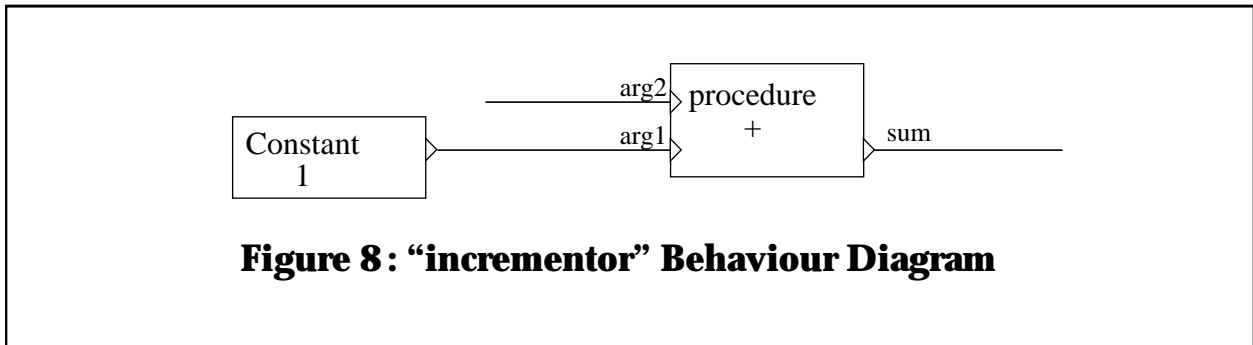 arg2
procedure
+
arg1
sum
Constant
1
Figure 8: “incrementor” Behaviour Diagram